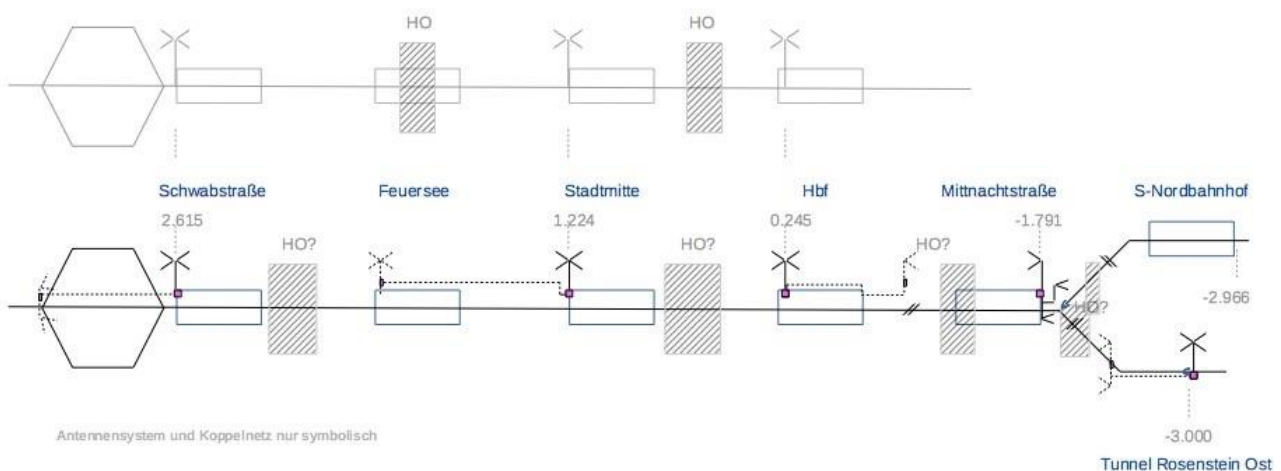 HO HO
Schwabstraße Feuersee Stadtmitte Hbf Mittnachtstraße S-Nordbahnhof
2.615 1.224 0.245 -1.791
HO? HO? HO?
-2.966
HO?
Antennensystem und Koppelnetz nur symbolisch
-3.000
Tunnel Rosenstein Ost